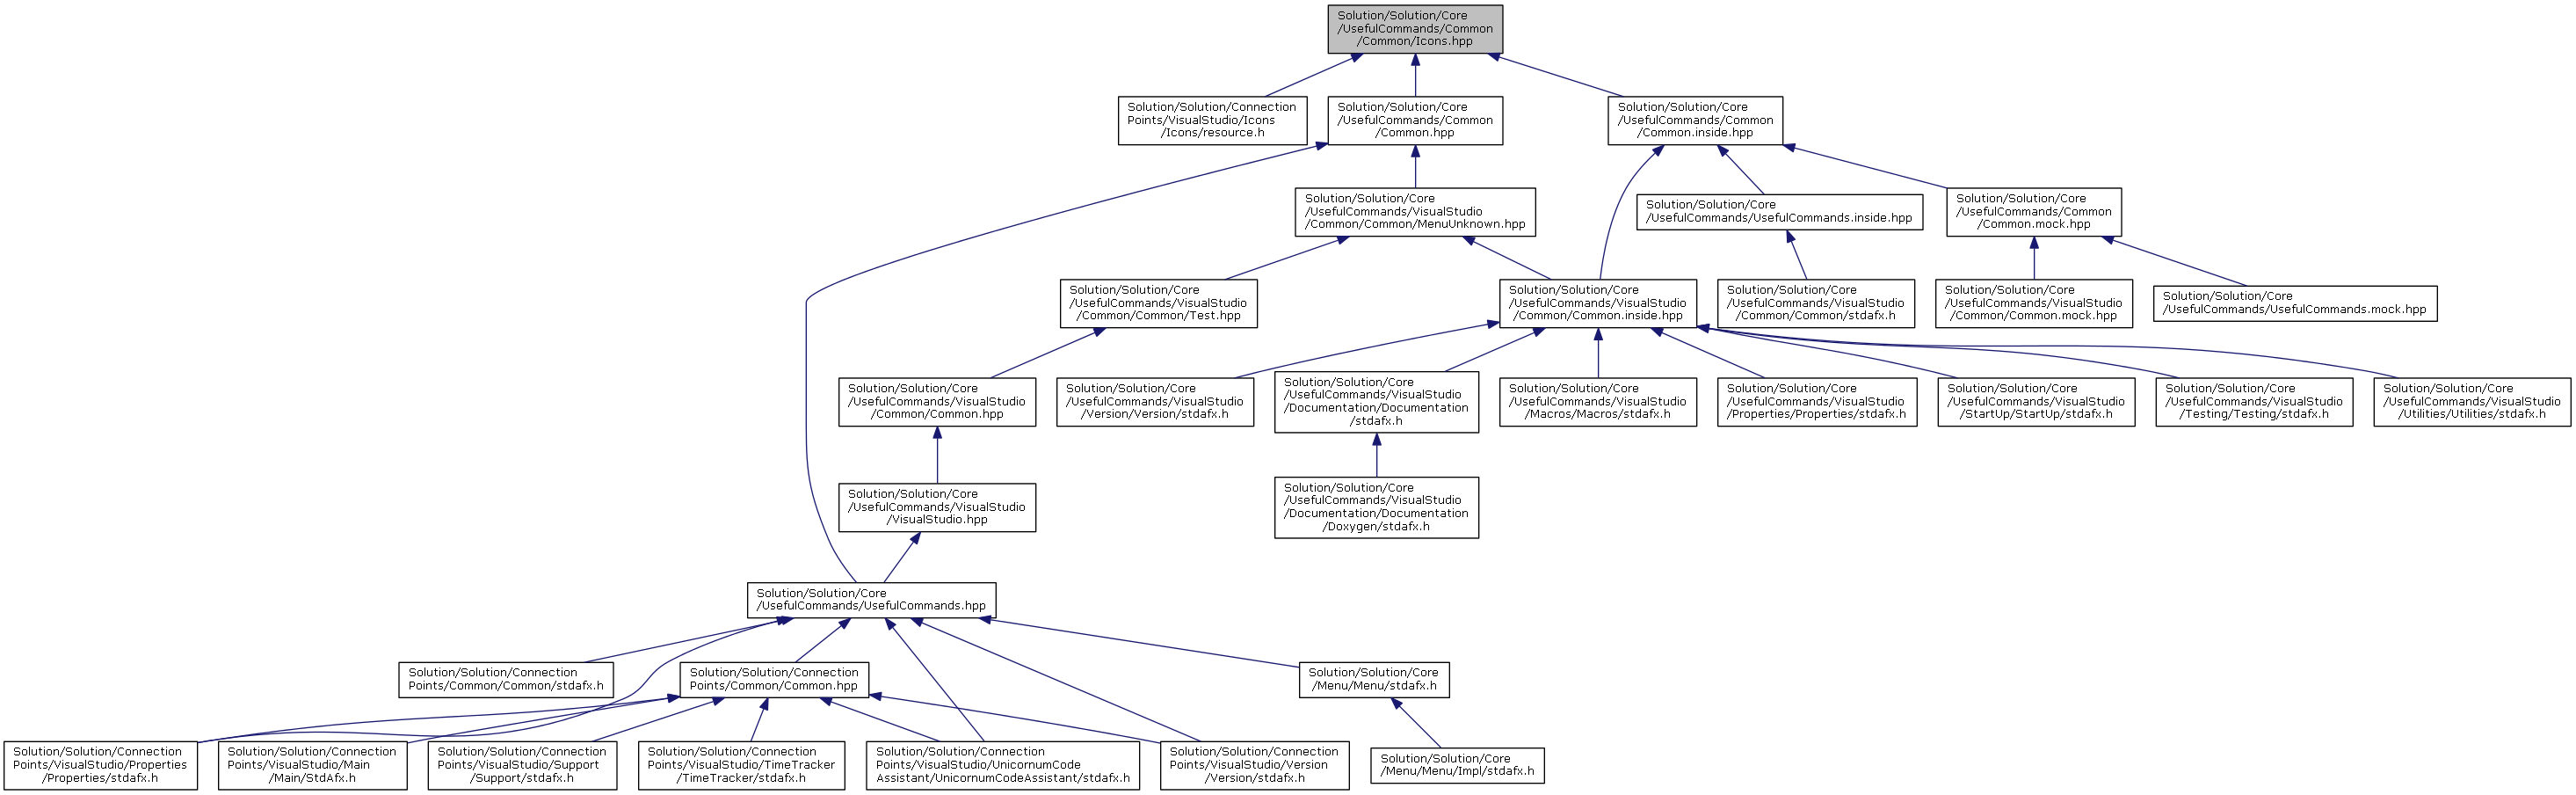 Solution/Solution/Core
/UsefulCommands/Common
/Common/Icons.hpp
Solution/Solution/Connection
Points/VisualStudio/Icons
/Icons/resource.h
Solution/Solution/Core
/UsefulCommands/Common
/Common.hpp
Solution/Solution/Core
/UsefulCommands/Common
/Common.inside.hpp
Solution/Solution/Core
/UsefulCommands/VisualStudio
/Common/Common/MenuUnknown.hpp
Solution/Solution/Core
/UsefulCommands/UsefulCommands.inside.hpp
Solution/Solution/Core
/UsefulCommands/Common
/Common.mock.hpp
Solution/Solution/Core
/UsefulCommands/VisualStudio
/Common/Common/Test.hpp
Solution/Solution/Core
/UsefulCommands/VisualStudio
/Common/Common.inside.hpp
Solution/Solution/Core
/UsefulCommands/VisualStudio
/Common/Common/stdafx.h
Solution/Solution/Core
/UsefulCommands/VisualStudio
/Common/Common.mock.hpp
Solution/Solution/Core
/UsefulCommands/UsefulCommands.mock.hpp
Solution/Solution/Core
/UsefulCommands/VisualStudio
/Common/Common.hpp
Solution/Solution/Core
/UsefulCommands/VisualStudio
/Version/Version/stdafx.h
Solution/Solution/Core
/UsefulCommands/VisualStudio
/Documentation/Documentation
/stdafx.h
Solution/Solution/Core
/UsefulCommands/VisualStudio
/Macros/Macros/stdafx.h
Solution/Solution/Core
/UsefulCommands/VisualStudio
/Properties/Properties/stdafx.h
Solution/Solution/Core
/UsefulCommands/VisualStudio
/StartUp/StartUp/stdafx.h
Solution/Solution/Core
/UsefulCommands/VisualStudio
/Testing/Testing/stdafx.h
Solution/Solution/Core
/UsefulCommands/VisualStudio
/Utilities/Utilities/stdafx.h
Solution/Solution/Core
/UsefulCommands/VisualStudio
/VisualStudio.hpp
Solution/Solution/Core
/UsefulCommands/VisualStudio
/Documentation/Documentation
/Doxygen/stdafx.h
Solution/Solution/Core
/UsefulCommands/UsefulCommands.hpp
Solution/Solution/Connection
Points/Common/Common/stdafx.h
Solution/Solution/Connection
Points/Common/Common.hpp
Solution/Solution/Core
/Menu/Menu/stdafx.h
Solution/Solution/Connection
Points/VisualStudio/Properties
/Properties/stdafx.h
Solution/Solution/Connection
Points/VisualStudio/Main
/Main/StdAfx.h
Solution/Solution/Connection
Points/VisualStudio/Support
/Support/stdafx.h
Solution/Solution/Connection
Points/VisualStudio/TimeTracker
/TimeTracker/stdafx.h
Solution/Solution/Connection
Points/VisualStudio/UnicornumCode
Assistant/UnicornumCodeAssistant/stdafx.h
Solution/Solution/Connection
Points/VisualStudio/Version
/Version/stdafx.h
Solution/Solution/Core
/Menu/Menu/Impl/stdafx.h